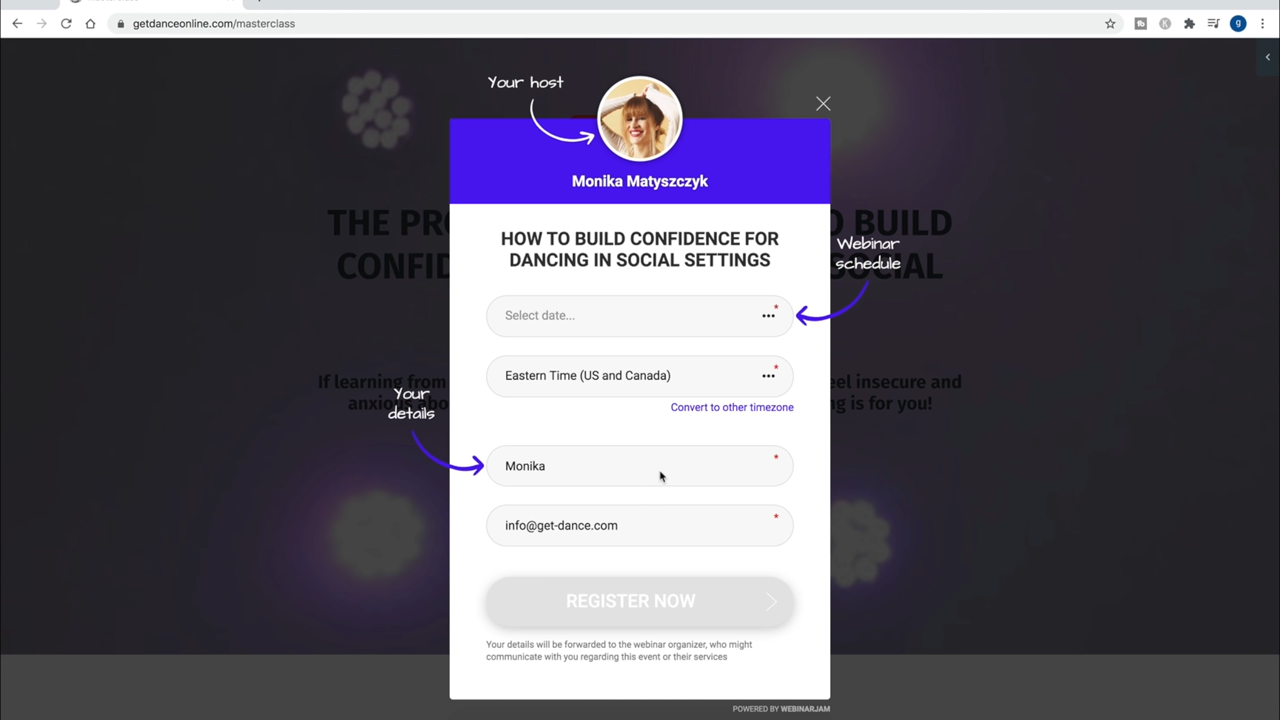 getdanceonline.com/masterclass
g
Your host
Monika Matyszczyk
THE PRO
O BUILD
CONFID
OCIAL
HOW TO BUILD CONFIDENCE FOR
DANCING IN SOCIAL SETTINGS
Webinar
schedule
Select date...
Eastern Time (US and Canada)
Convert to other timezone
If learning from
eel insecure and
anxious abo
ng is for you!
Your
details
Monika
info@get-dance.com
REGISTER NOW
Your details will be forwarded to the webinar organizer, who might
communicate with you regarding this event or their services
POWERED BY WEBINARJAM